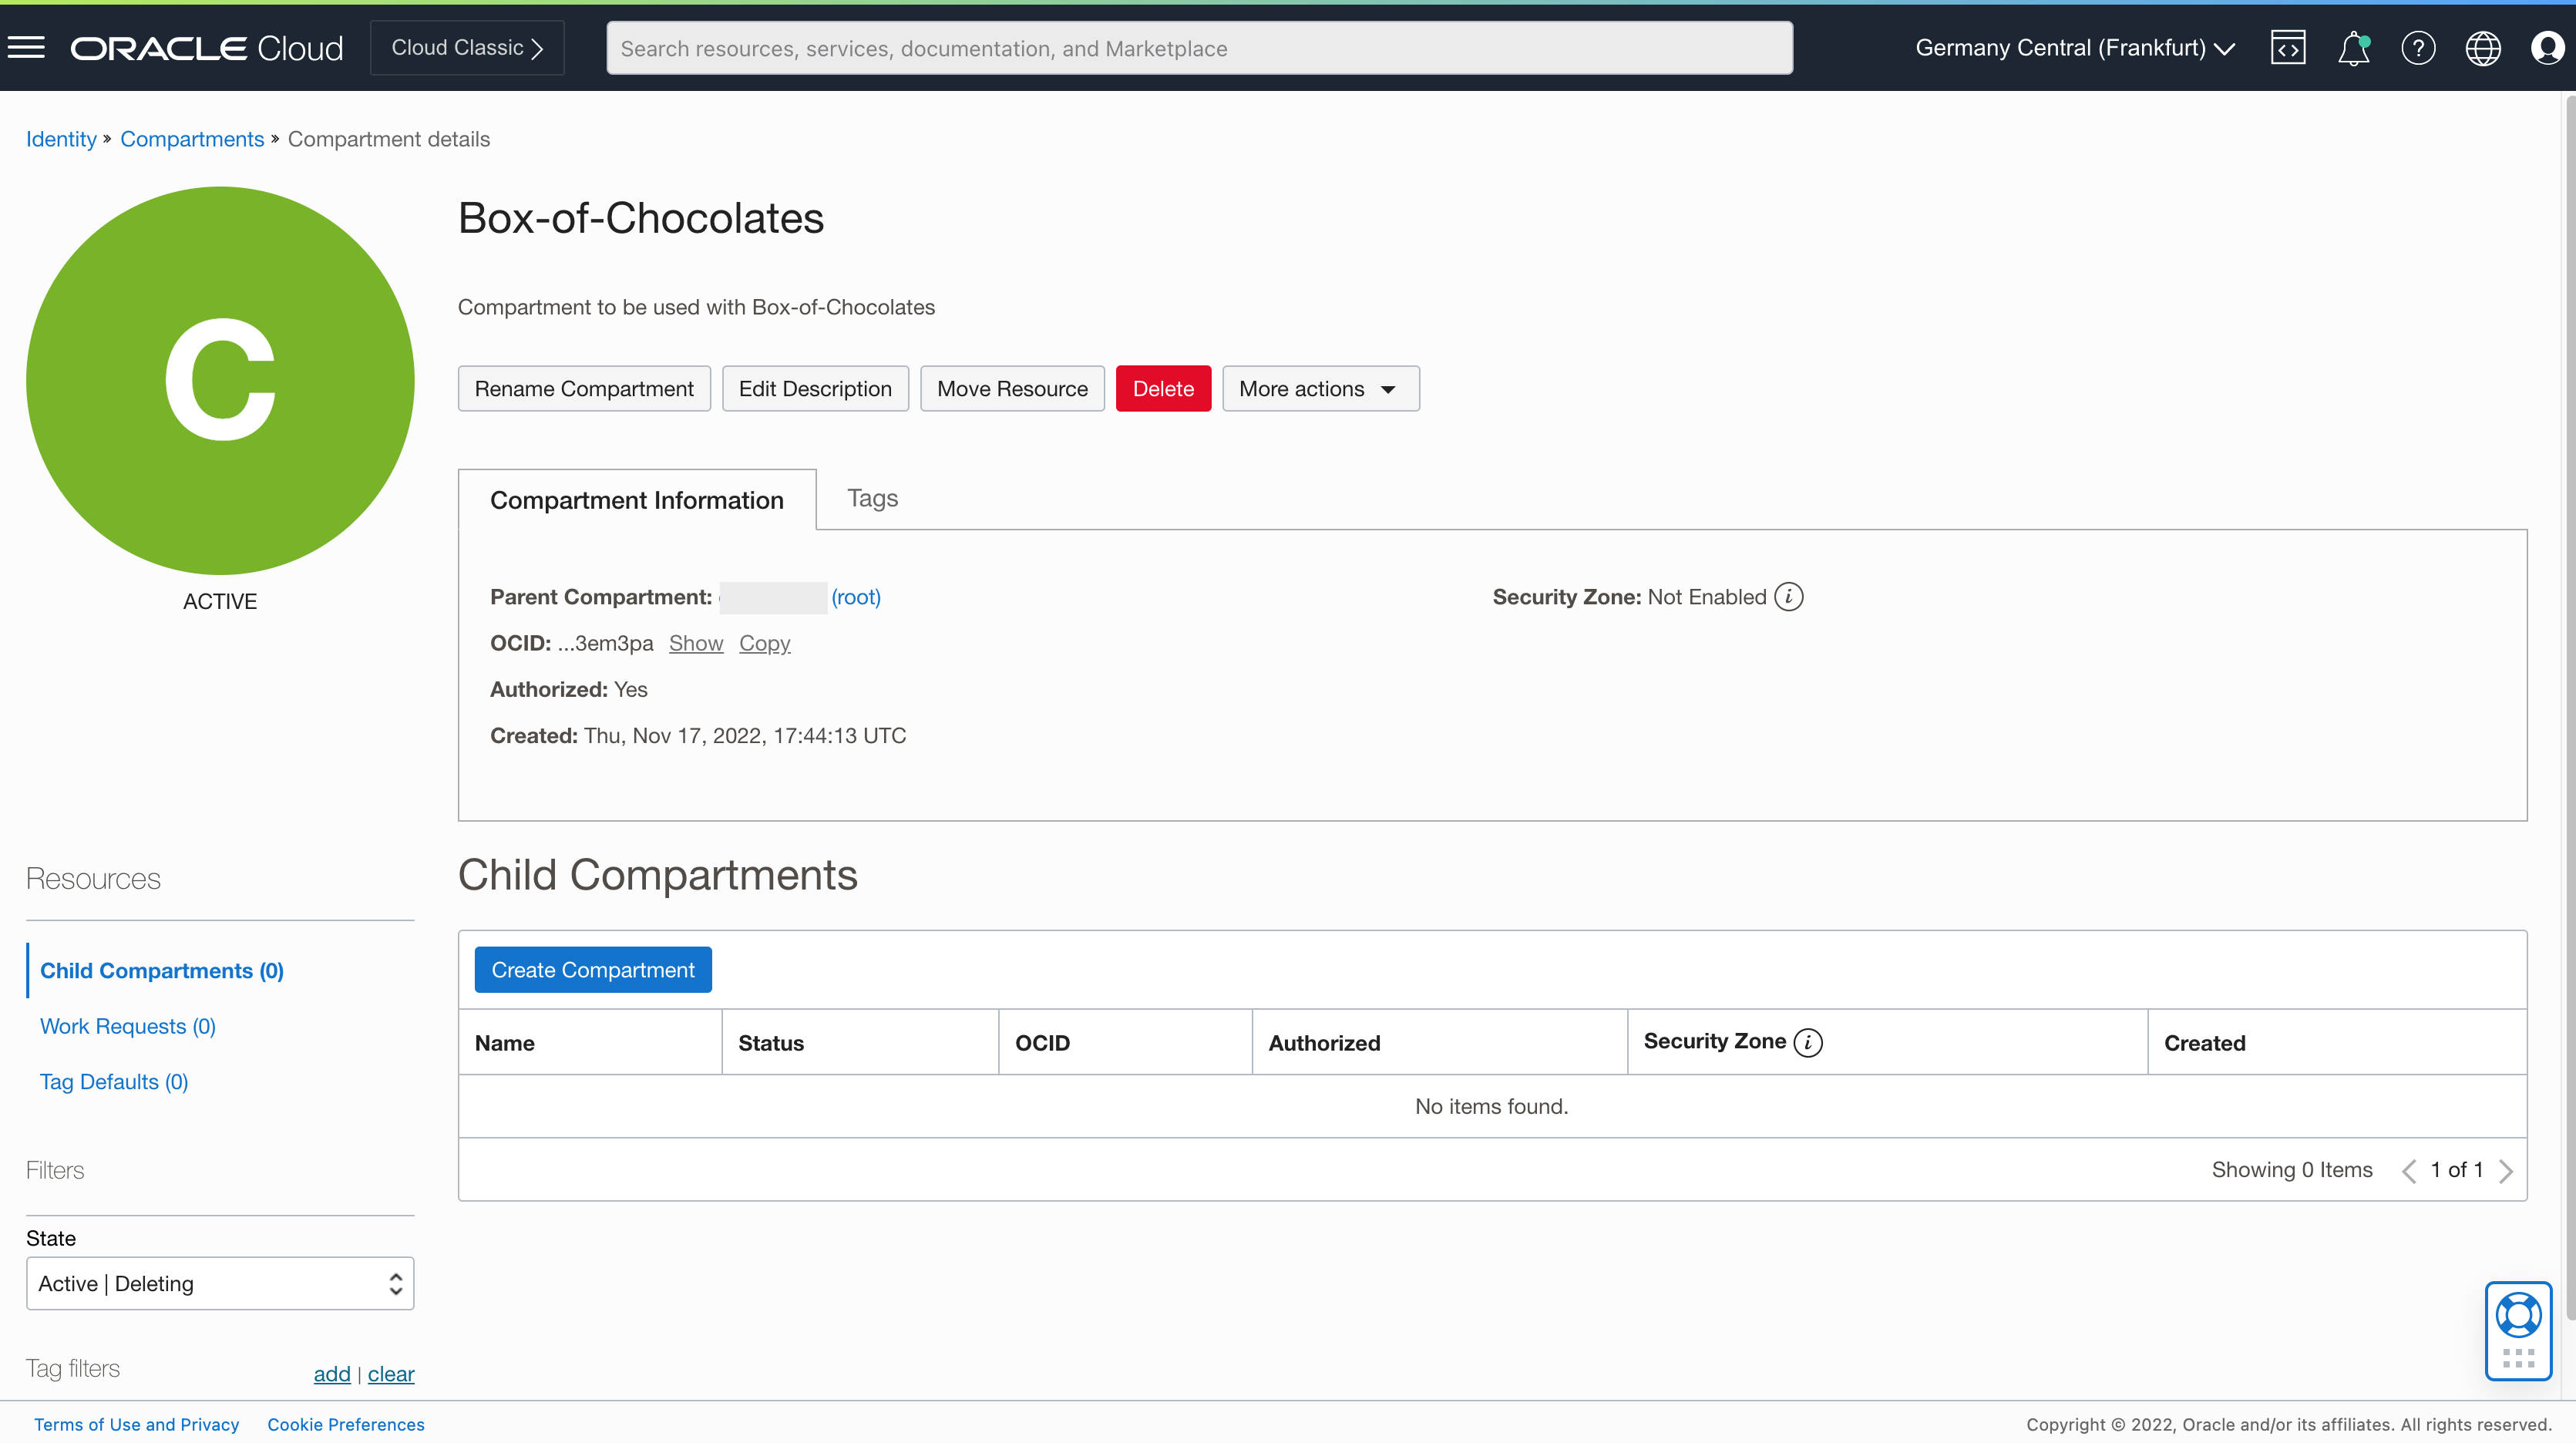 ORACLE Cloud
Cloud Classic
Search resources, services, documentation, and Marketplace
Germany Central (Frankfurt)
Identity » Compartments » Compartment details
C
ACTIVE
Box-of-Chocolates
Compartment to be used with Box-of-Chocolates
Rename Compartment Edit Description Move Resource Delete More actions
Compartment Information Tags
Parent Compartment: (root)
Security Zone: Not Enabled
OCID: ...3em3pa Show Copy
Authorized: Yes
Created: Thu, Nov 17, 2022, 17:44:13 UTC
Resources
Child Compartments (0)
Work Requests (0)
Tag Defaults (0)
Filters
State
Active | Deleting
Tag filters add | clear
Child Compartments
Create Compartment
Name Status OCID Authorized Security Zone Created
No items found.
Showing 0 Items 1 of 1
Terms of Use and Privacy Cookie Preferences
Copyright © 2022, Oracle and/or its affiliates. All rights reserved.